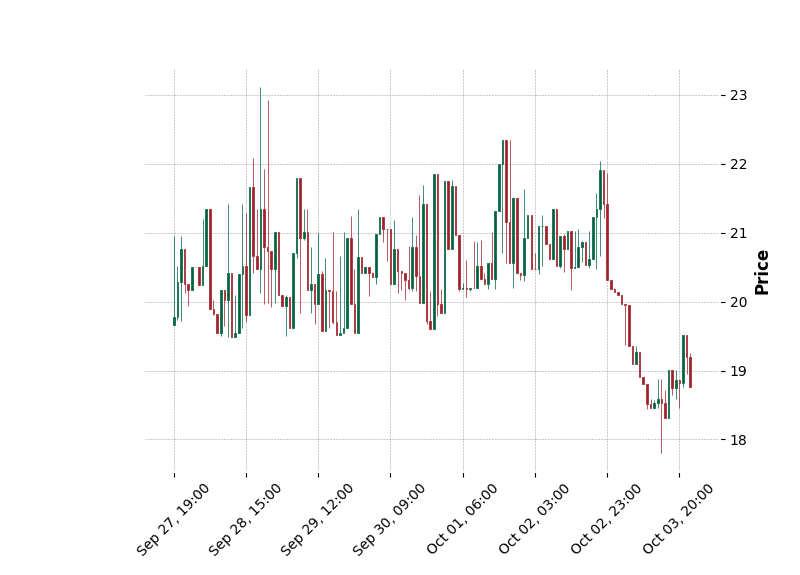 23
22
21
20
19
18
Price
Sep 27, 19:00
Sep 28, 15:00
Sep 29, 12:00
Sep 30, 09:00
Oct 01, 06:00
Oct 02, 03:00
Oct 02, 23:00
Oct 03, 20:00